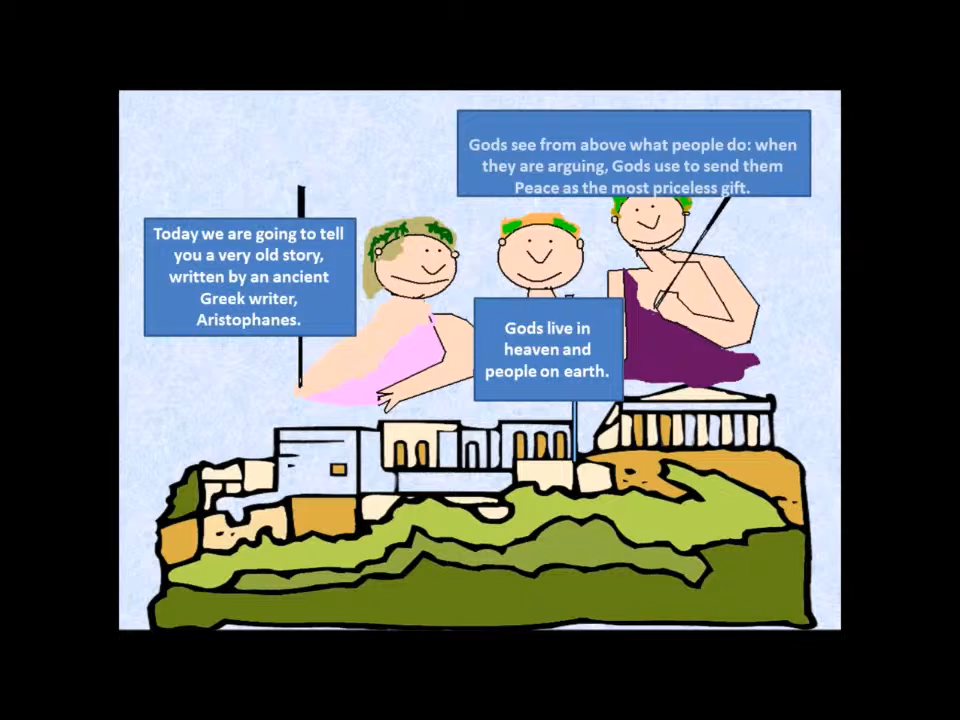 Today we are going to tell
you a very old story,
written by an ancient
Greek writer,
Aristophanes.
Gods live in
heaven and
people on earth.
Gods see from above what people do: when
they are arguing, Gods use to send them
Peace as the most priceless gift.